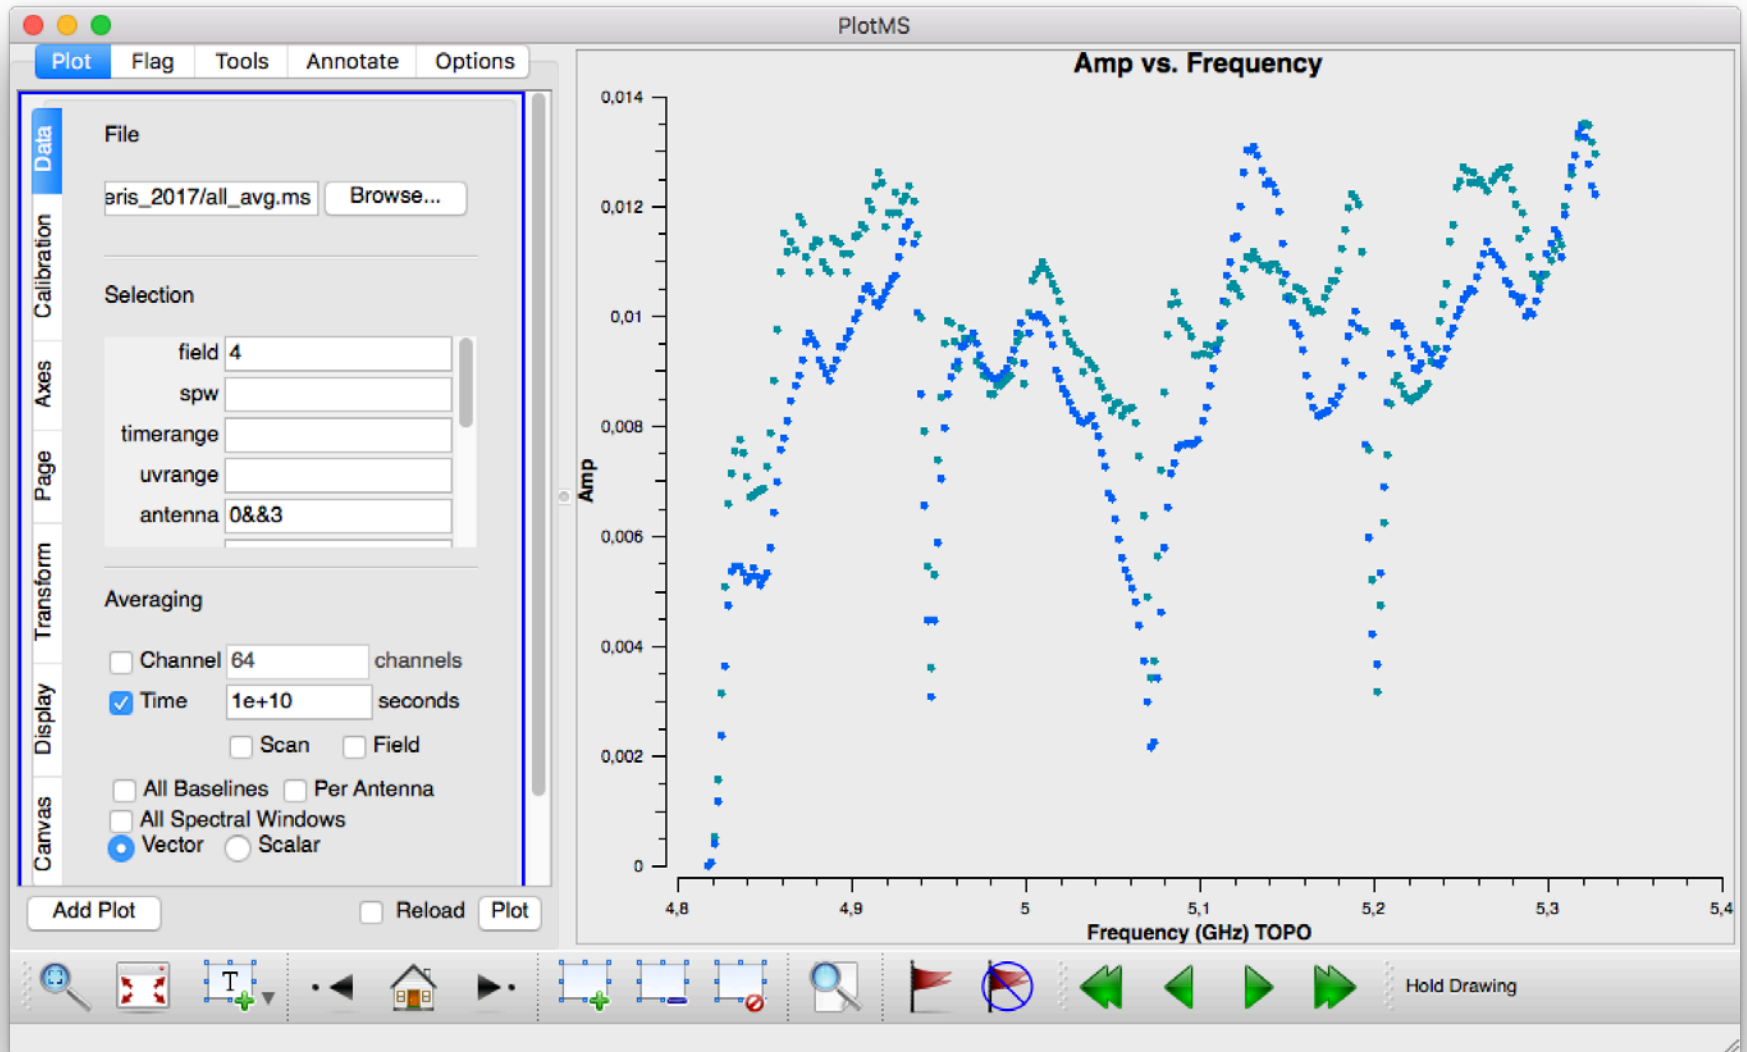 PlotMS
Plot Flag Tools Annotate Options
Data
Calibration
Axes
Page
Transform
Display
Canvas
File
eris_2017/all_avg.ms Browse...
Selection
field 4
spw
timerange
uvrange
antenna 0&&3
Averaging
Channel 64 channels
Time 1e+10 seconds
Scan Field
All Baselines Per Antenna
All Spectral Windows
Vector Scalar
Add Plot Reload Plot
Amp vs. Frequency
0,014
0,012
0,01
0,008
0,006
0,004
0,002
0
Amp
4,8 4,9 5 5,1 5,2 5,3 5,4
Frequency (GHz) TOPO
T
Hold Drawing